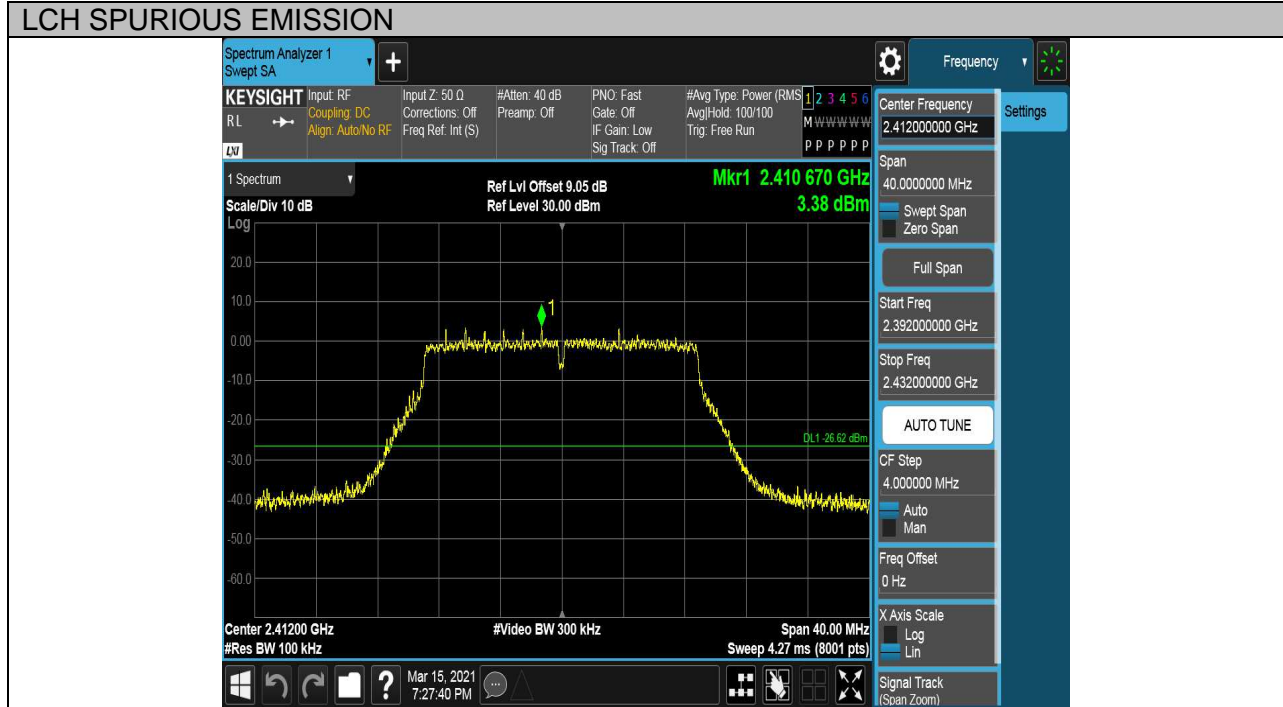 LCH SPURIOUS EMISSION
Spectrum Analyzer 1
Swept SA
+
Frequency
KEYSIGHT
RL
LXI
Input: RF
Coupling: DC
Align: Auto/No RF
Input Z: 50 Ω
Corrections: Off
Freq Ref: Int (S)
#Atten: 40 dB
Preamp: Off
PNO: Fast
Gate: Off
IF Gain: Low
Sig Track: Off
#Avg Type: Power (RMS
Avg|Hold: 100/100
Trig: Free Run
1 2 3 4 5 6
M W W W W W
P P P P P P
1 Spectrum
Scale/Div 10 dB
Ref Lvl Offset 9.05 dB
Ref Level 30.00 dBm
Mkr1 2.410 670 GHz
3.38 dBm
Log
20.0
10.0
0.00
-10.0
-20.0
-30.0
-40.0
-50.0
-60.0
1
DL1 -26.62 dBm
Center 2.41200 GHz
#Res BW 100 kHz
#Video BW 300 kHz
Span 40.00 MHz
Sweep 4.27 ms (8001 pts)
?
Mar 15, 2021
7:27:40 PM
Center Frequency
2.412000000 GHz
Settings
Span
40.0000000 MHz
Swept Span
Zero Span
Full Span
Start Freq
2.392000000 GHz
Stop Freq
2.432000000 GHz
AUTO TUNE
CF Step
4.000000 MHz
Auto
Man
Freq Offset
0 Hz
X Axis Scale
Log
Lin
Signal Track
(Span Zoom)